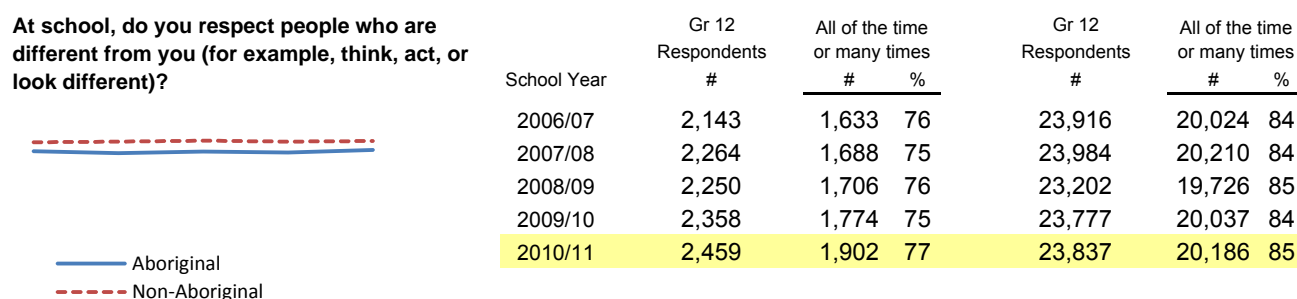 At school, do you respect people who are
different from you (for example, think, act, or
look different)?
Aboriginal
Non-Aboriginal
Gr 12 All of the time Gr 12 All of the time
Respondents or many times Respondents or many times
School Year # # % # # %
2006/07 2,143 1,633 76 23,916 20,024 84
2007/08 2,264 1,688 75 23,984 20,210 84
2008/09 2,250 1,706 76 23,202 19,726 85
2009/10 2,358 1,774 75 23,777 20,037 84
2010/11 2,459 1,902 77 23,837 20,186 85